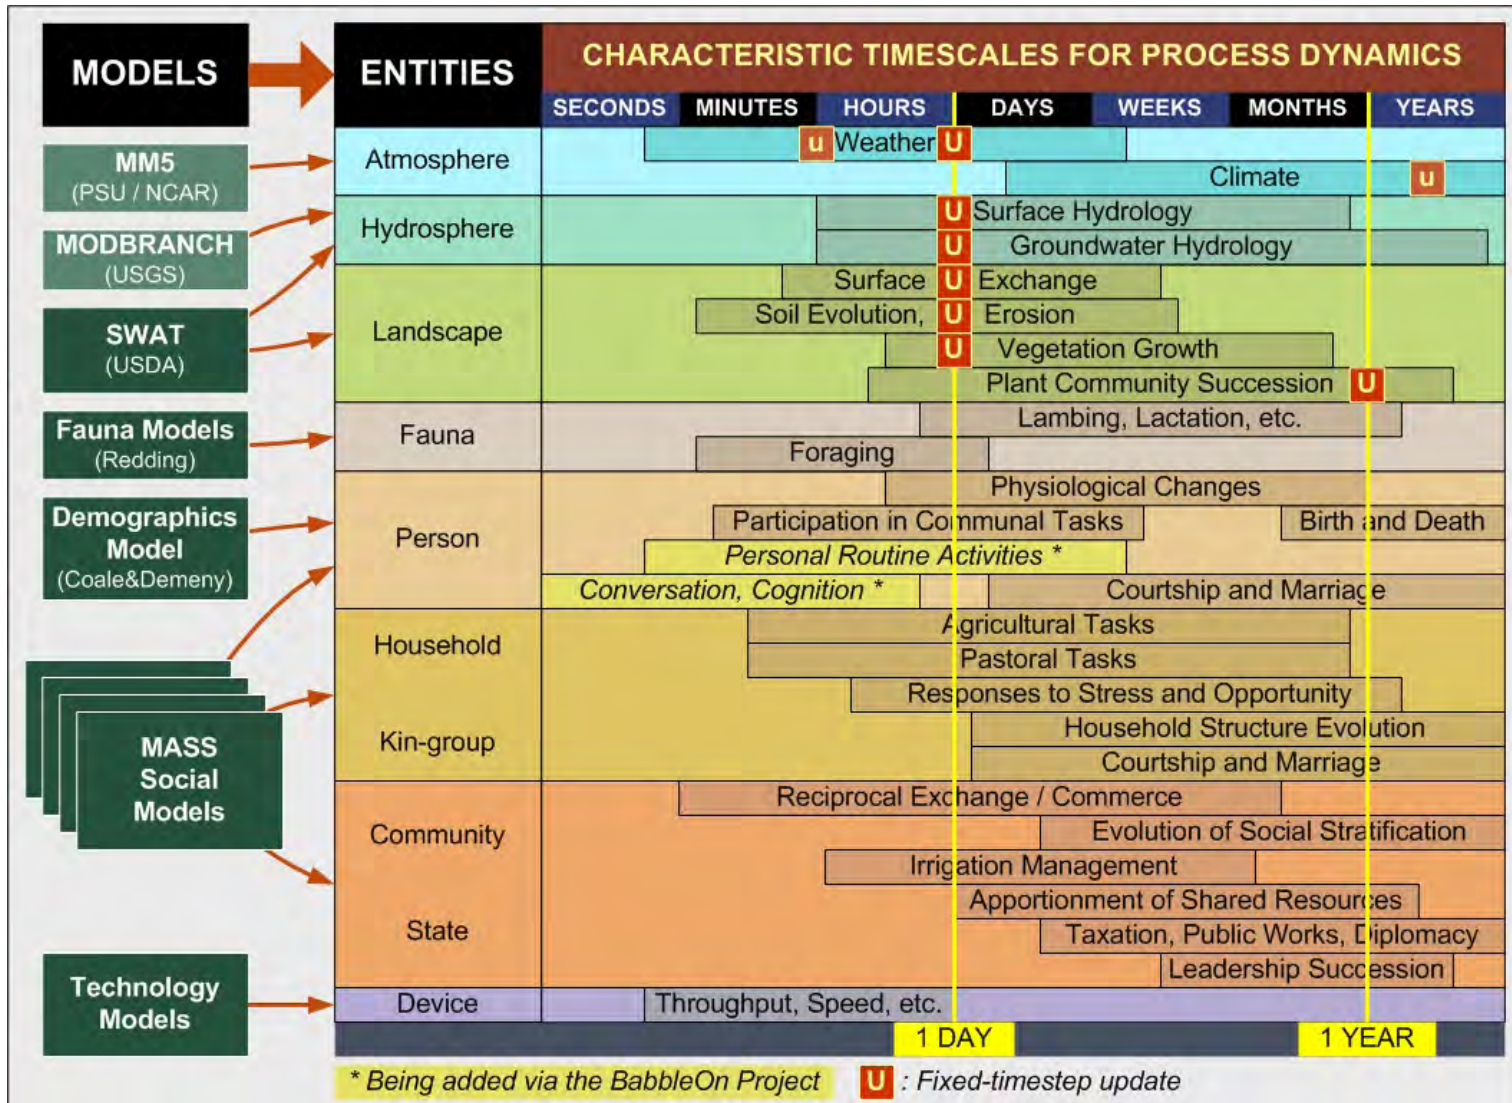 MODELS
ENTITIES
CHARACTERISTIC TIMESCALES FOR PROCESS DYNAMICS
SECONDS MINUTES HOURS DAYS WEEKS MONTHS YEARS
MM5
(PSU / NCAR)
MODBRANCH
(USGS)
SWAT
(USDA)
Fauna Models
(Redding)
Demographics
Model
(Coale&Demeny)
MASS
Social
Models
Technology
Models
Atmosphere
u Weather U
Climate u
Hydrosphere
U Surface Hydrology
U Groundwater Hydrology
Landscape
Surface U Exchange
Soil Evolution, U Erosion
U Vegetation Growth
Plant Community Succession U
Fauna
Lambing, Lactation, etc.
Foraging
Person
Physiological Changes
Participation in Communal Tasks Birth and Death
Personal Routine Activities *
Conversation, Cognition * Courtship and Marriage
Household
Agricultural Tasks
Pastoral Tasks
Responses to Stress and Opportunity
Kin-group
Household Structure Evolution
Courtship and Marriage
Community
Reciprocal Exchange / Commerce
Evolution of Social Stratification
Irrigation Management
State
Apportionment of Shared Resources
Taxation, Public Works, Diplomacy
Leadership Succession
Device
Throughput, Speed, etc.
1 DAY 1 YEAR
* Being added via the BabbleOn Project
U : Fixed-timestep update